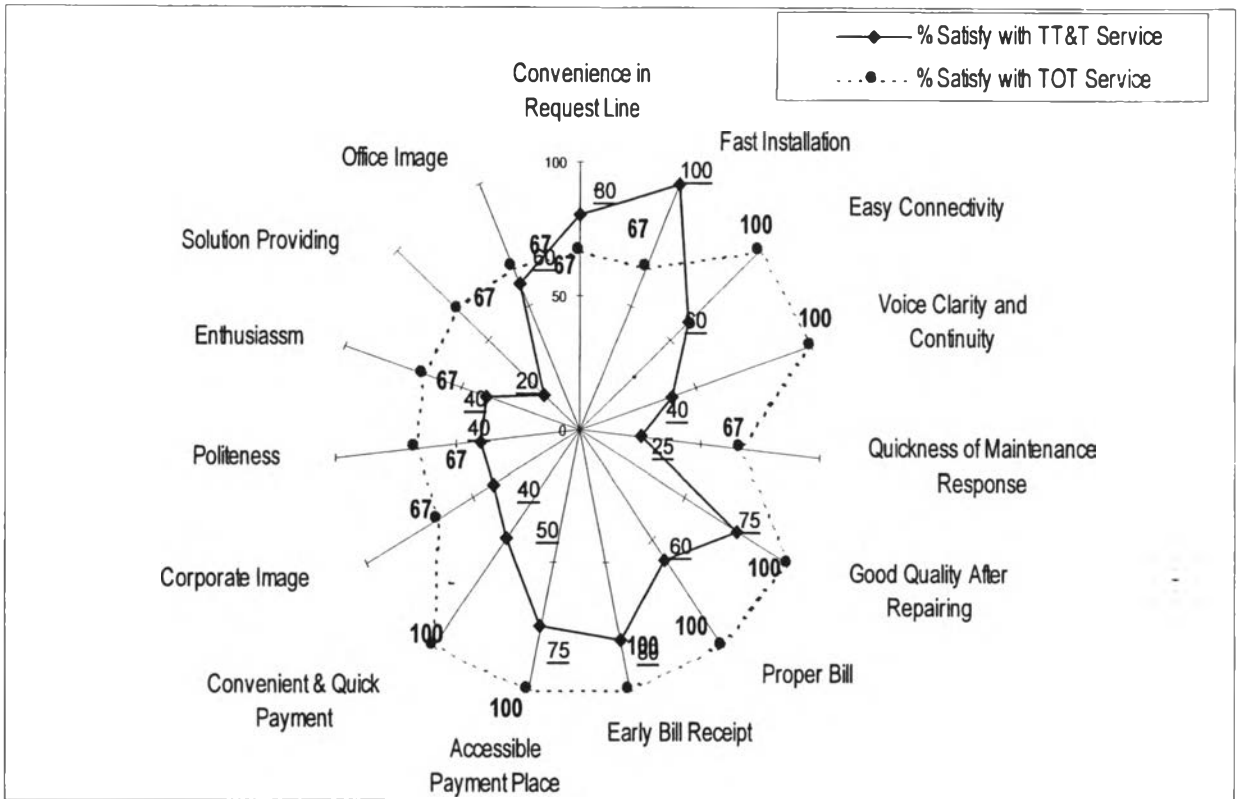 % Satisfy with TT&T Service
% Satisfy with TOT Service
Convenience in
Request Line
Office Image
Fast Installation
100
100
80
Easy Connectivity
100
Solution Providing
67
67
60
67
Voice Clarity and
Continuity
100
67
50
60
Enthusiassm
67
20
40
40
Politeness
40
0
67
25
67
Quickness of Maintenance
Response
67
40
50
75
60
Corporate Image
100
Good Quality After
Repairing
100
100
75
100
80
Proper Bill
Convenient & Quick
Payment
100
Early Bill Receipt
Accessible
Payment Place